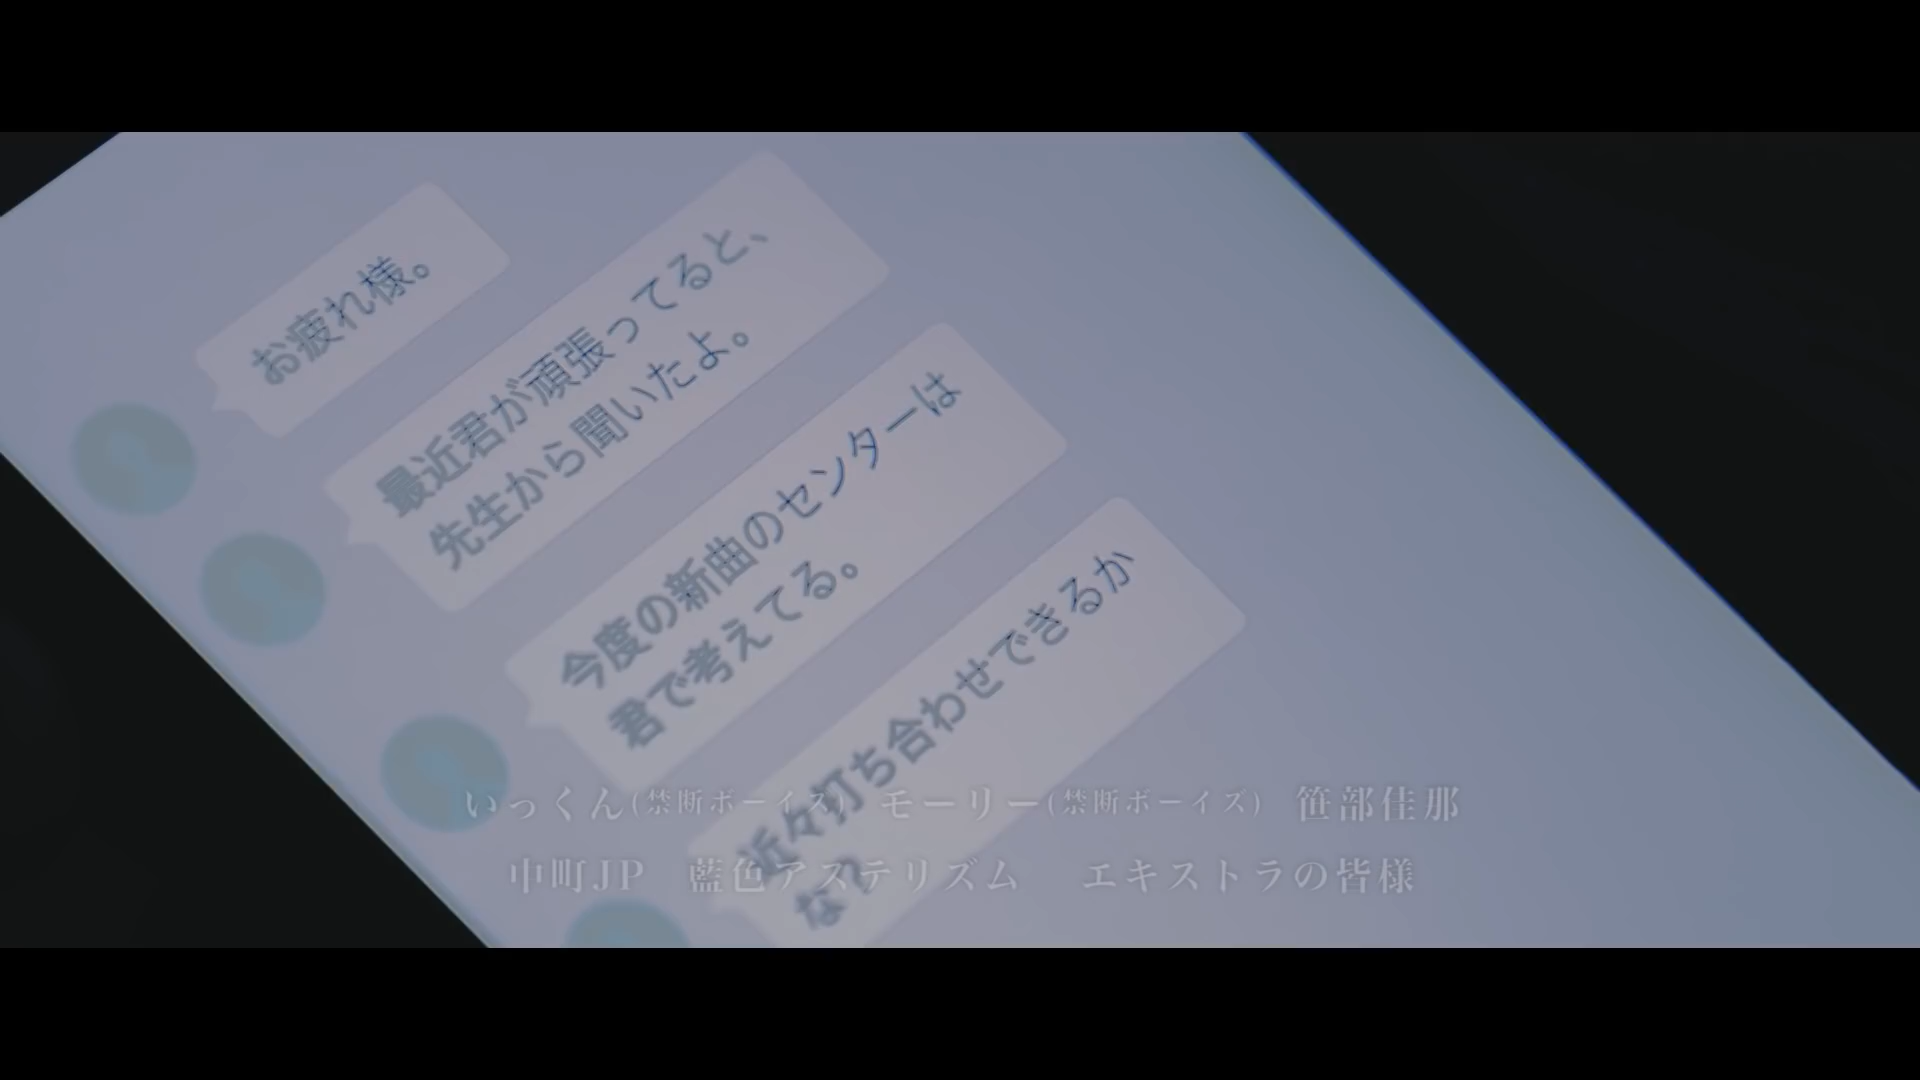 お疲れ様。
最近君が頑張ってると、
先生から聞いたよ。
今度の新曲のセンターは
君で考えてる。
近々打ち合わせできるか
な?
いっくん(禁断ボーイズ) モーリー(禁断ボーイズ) 笹部佳那
中町JP 藍色アステリズム エキストラの皆様